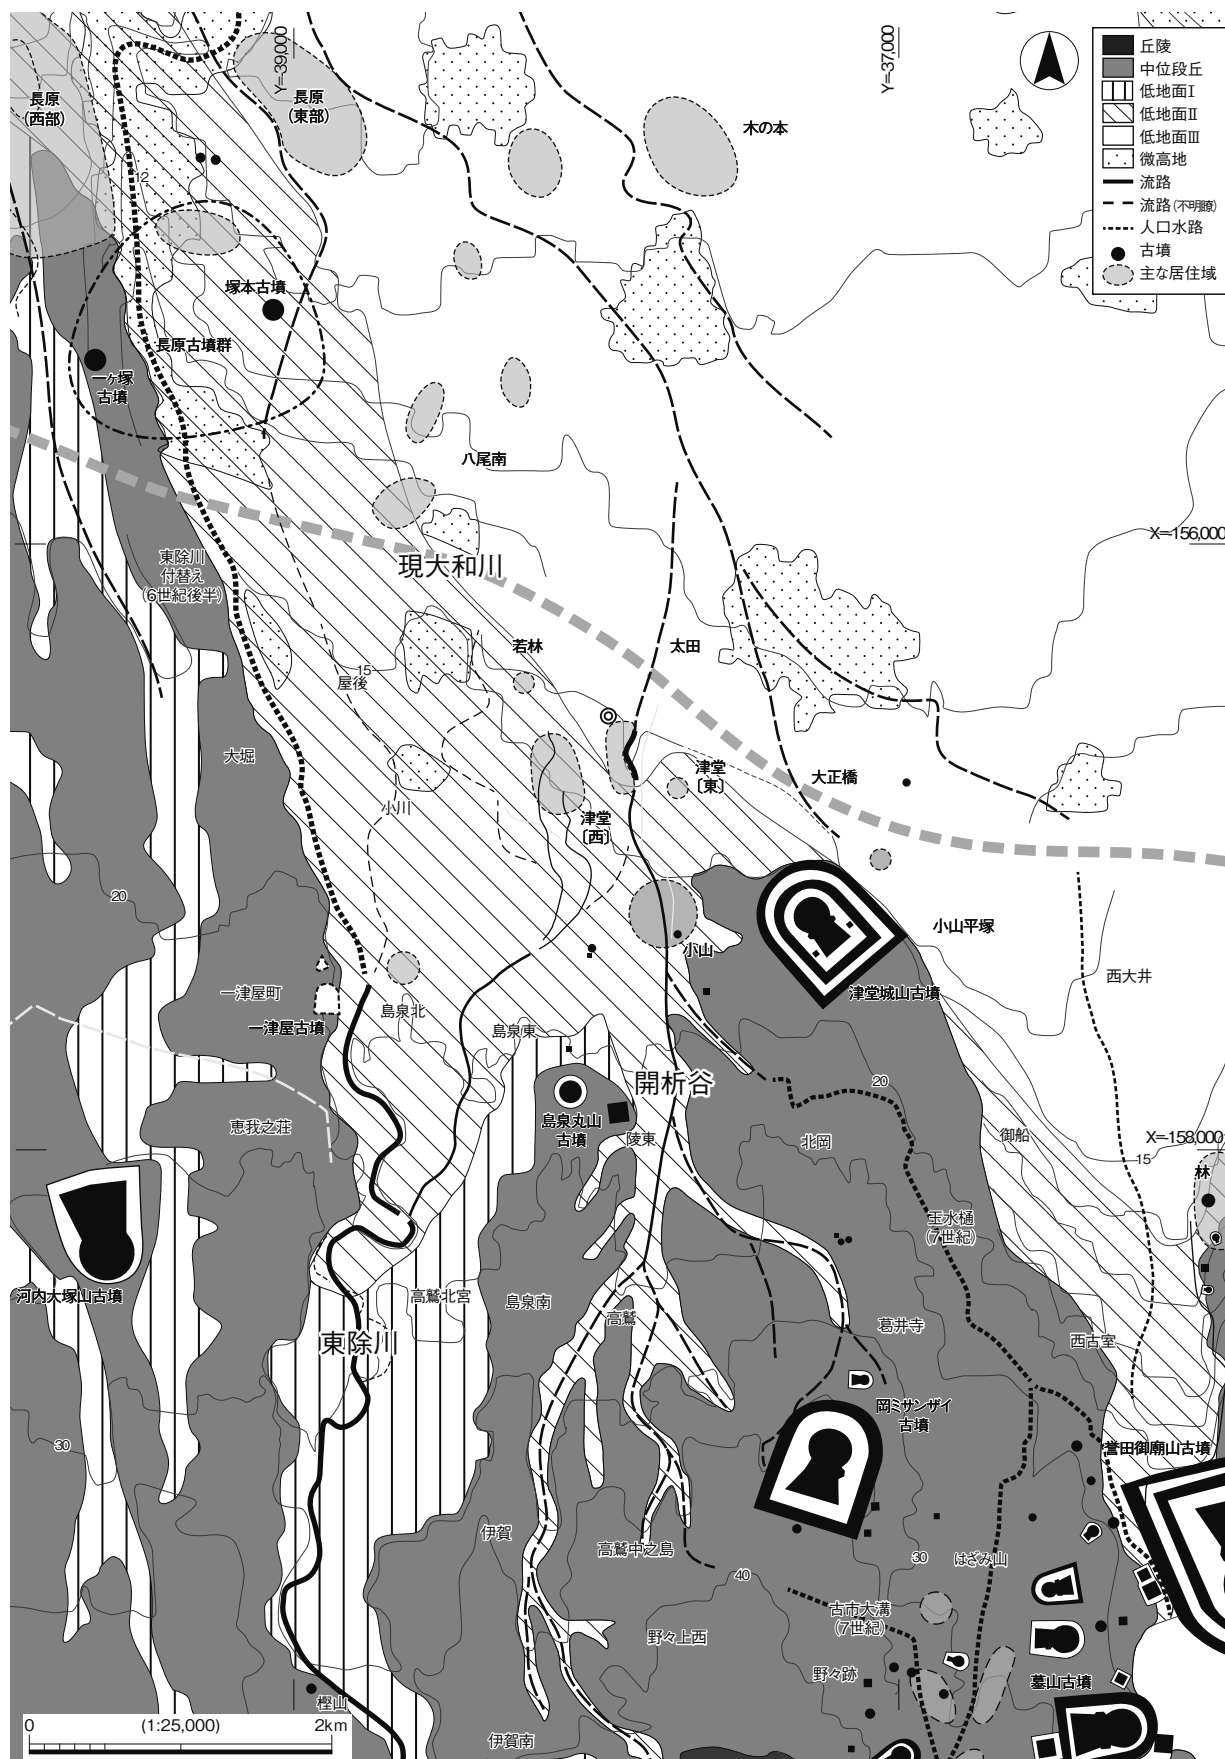 Y=-39,000
Y=-37,000
丘陵
中位段丘
低地面Ⅰ
低地面Ⅱ
低地面Ⅲ
微高地
流路
流路(不明瞭)
人口水路
古墳
主な居住域
長原
(西部)
長原
(東部)
木の本
12
塚本古墳
長原古墳群
一ヶ塚
古墳
八尾南
X=-156,000
現大和川
東除川
付替え
(6世紀後半)
若林
太田
15
屋後
大堀
津堂
〔東〕
大正橋
小川
津堂
〔西〕
20
小山
小山平塚
西大井
津堂城山古墳
一津屋町
一津屋古墳
島泉北
島泉東
開析谷
20
島泉丸山
古墳
陵東
恵我之荘
北岡
御船
X=-158,000
15
林
玉水樋
(7世紀)
河内大塚山古墳
高鷲北宮
島泉南
高鷲
東除川
葛井寺
西古室
岡ミサンザイ
古墳
30
誉田御廟山古墳
伊賀
高鷲中之島
30
はざみ山
40
古市大溝
(7世紀)
野々上西
野々跡
墓山古墳
樫山
伊賀南
0
(1:25,000)
2km